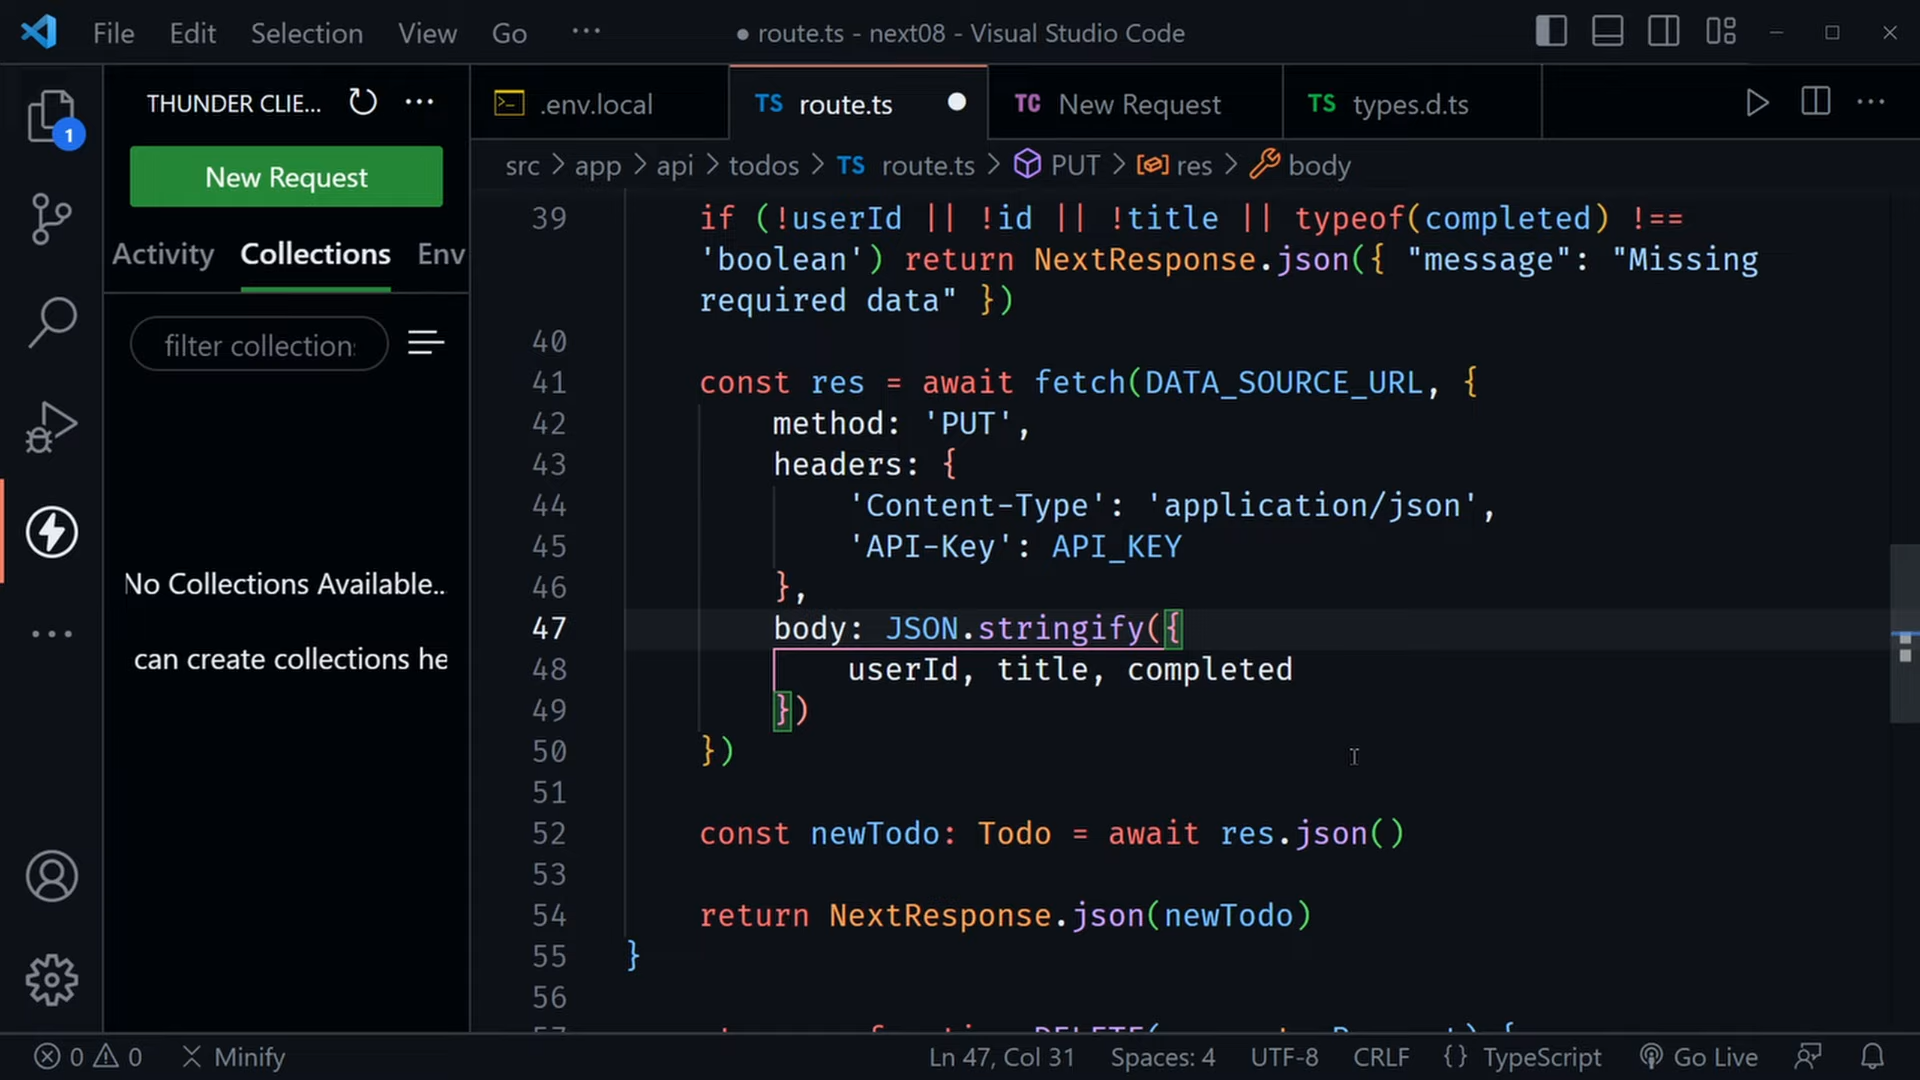 File Edit Selection View Go ··· ● route.ts - next08 - Visual Studio Code
THUNDER CLIE... ···
.env.local
TS route.ts ●
TC New Request
TS types.d.ts
···
1
New Request
src > app > api > todos > TS route.ts > PUT > res > body
Activity Collections Env
filter collection
No Collections Available..
can create collections he
39 if (!userId || !id || !title || typeof(completed) !==
'boolean') return NextResponse.json({ "message": "Missing
required data" })
40
41 const res = await fetch(DATA_SOURCE_URL, {
42 method: 'PUT',
43 headers: {
44 'Content-Type': 'application/json',
45 'API-Key': API_KEY
46 },
47 body: JSON.stringify({
48 userId, title, completed
49 })
50 })
51
52 const newTodo: Todo = await res.json()
53
54 return NextResponse.json(newTodo)
55 }
56
0 0 Minify Ln 47, Col 31 Spaces: 4 UTF-8 CRLF {} TypeScript Go Live